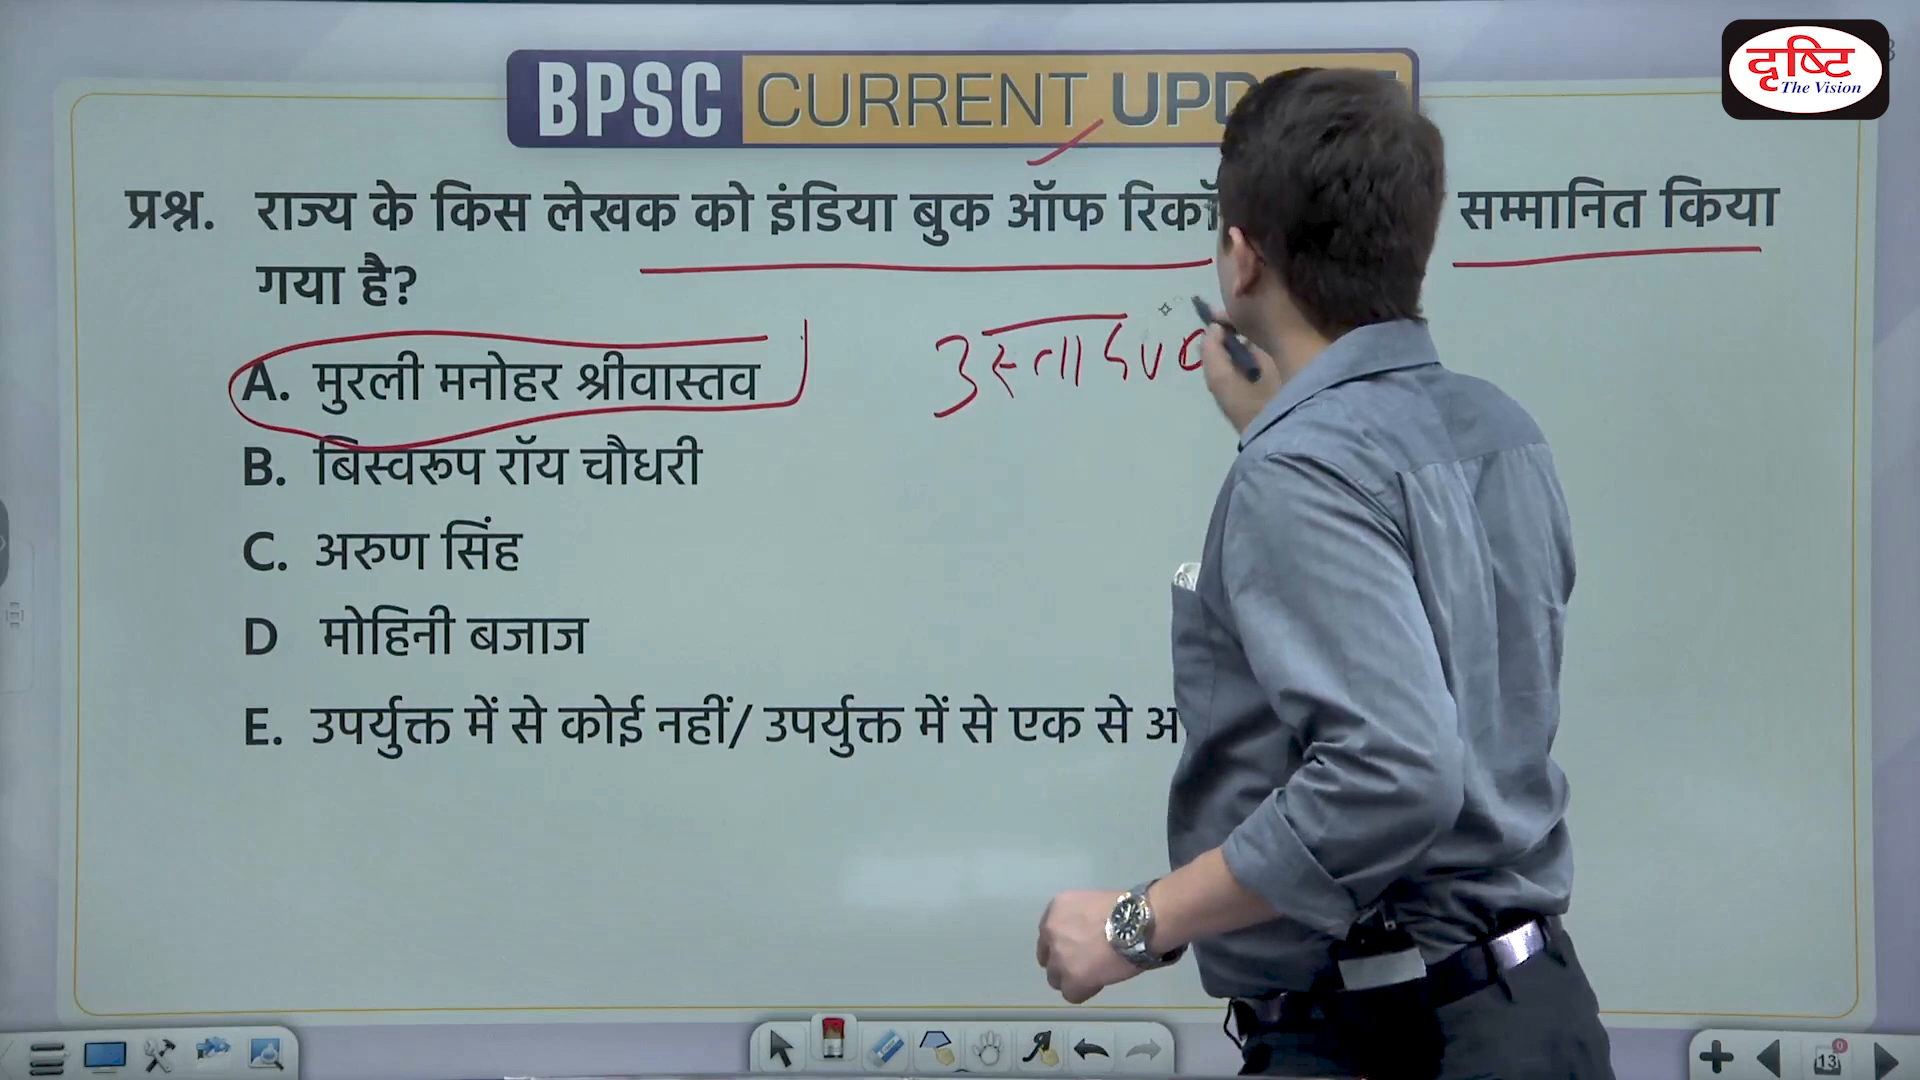 दृष्टि
The Vision
BPSC CURRENT
प्रश्न. राज्य के किस लेखक को इंडिया बुक ऑफ सम्मानित किया
गया है?
A. मुरली मनोहर श्रीवास्तव
उस्ताद
B. बिस्वरूप रॉय चौधरी
C. अरुण सिंह
D मोहिनी बजाज
E. उपर्युक्त में से कोई नहीं/ उपर्युक्त में से एक से
13